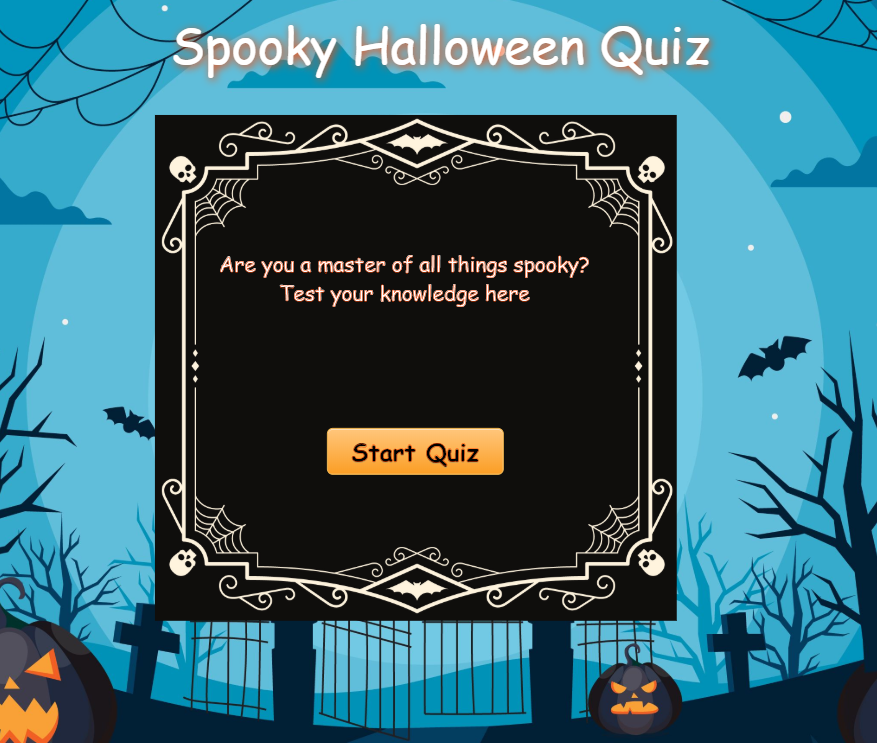 Spooky Halloween Quiz
Are you a master of all things spooky?
Test your knowledge here
Start Quiz